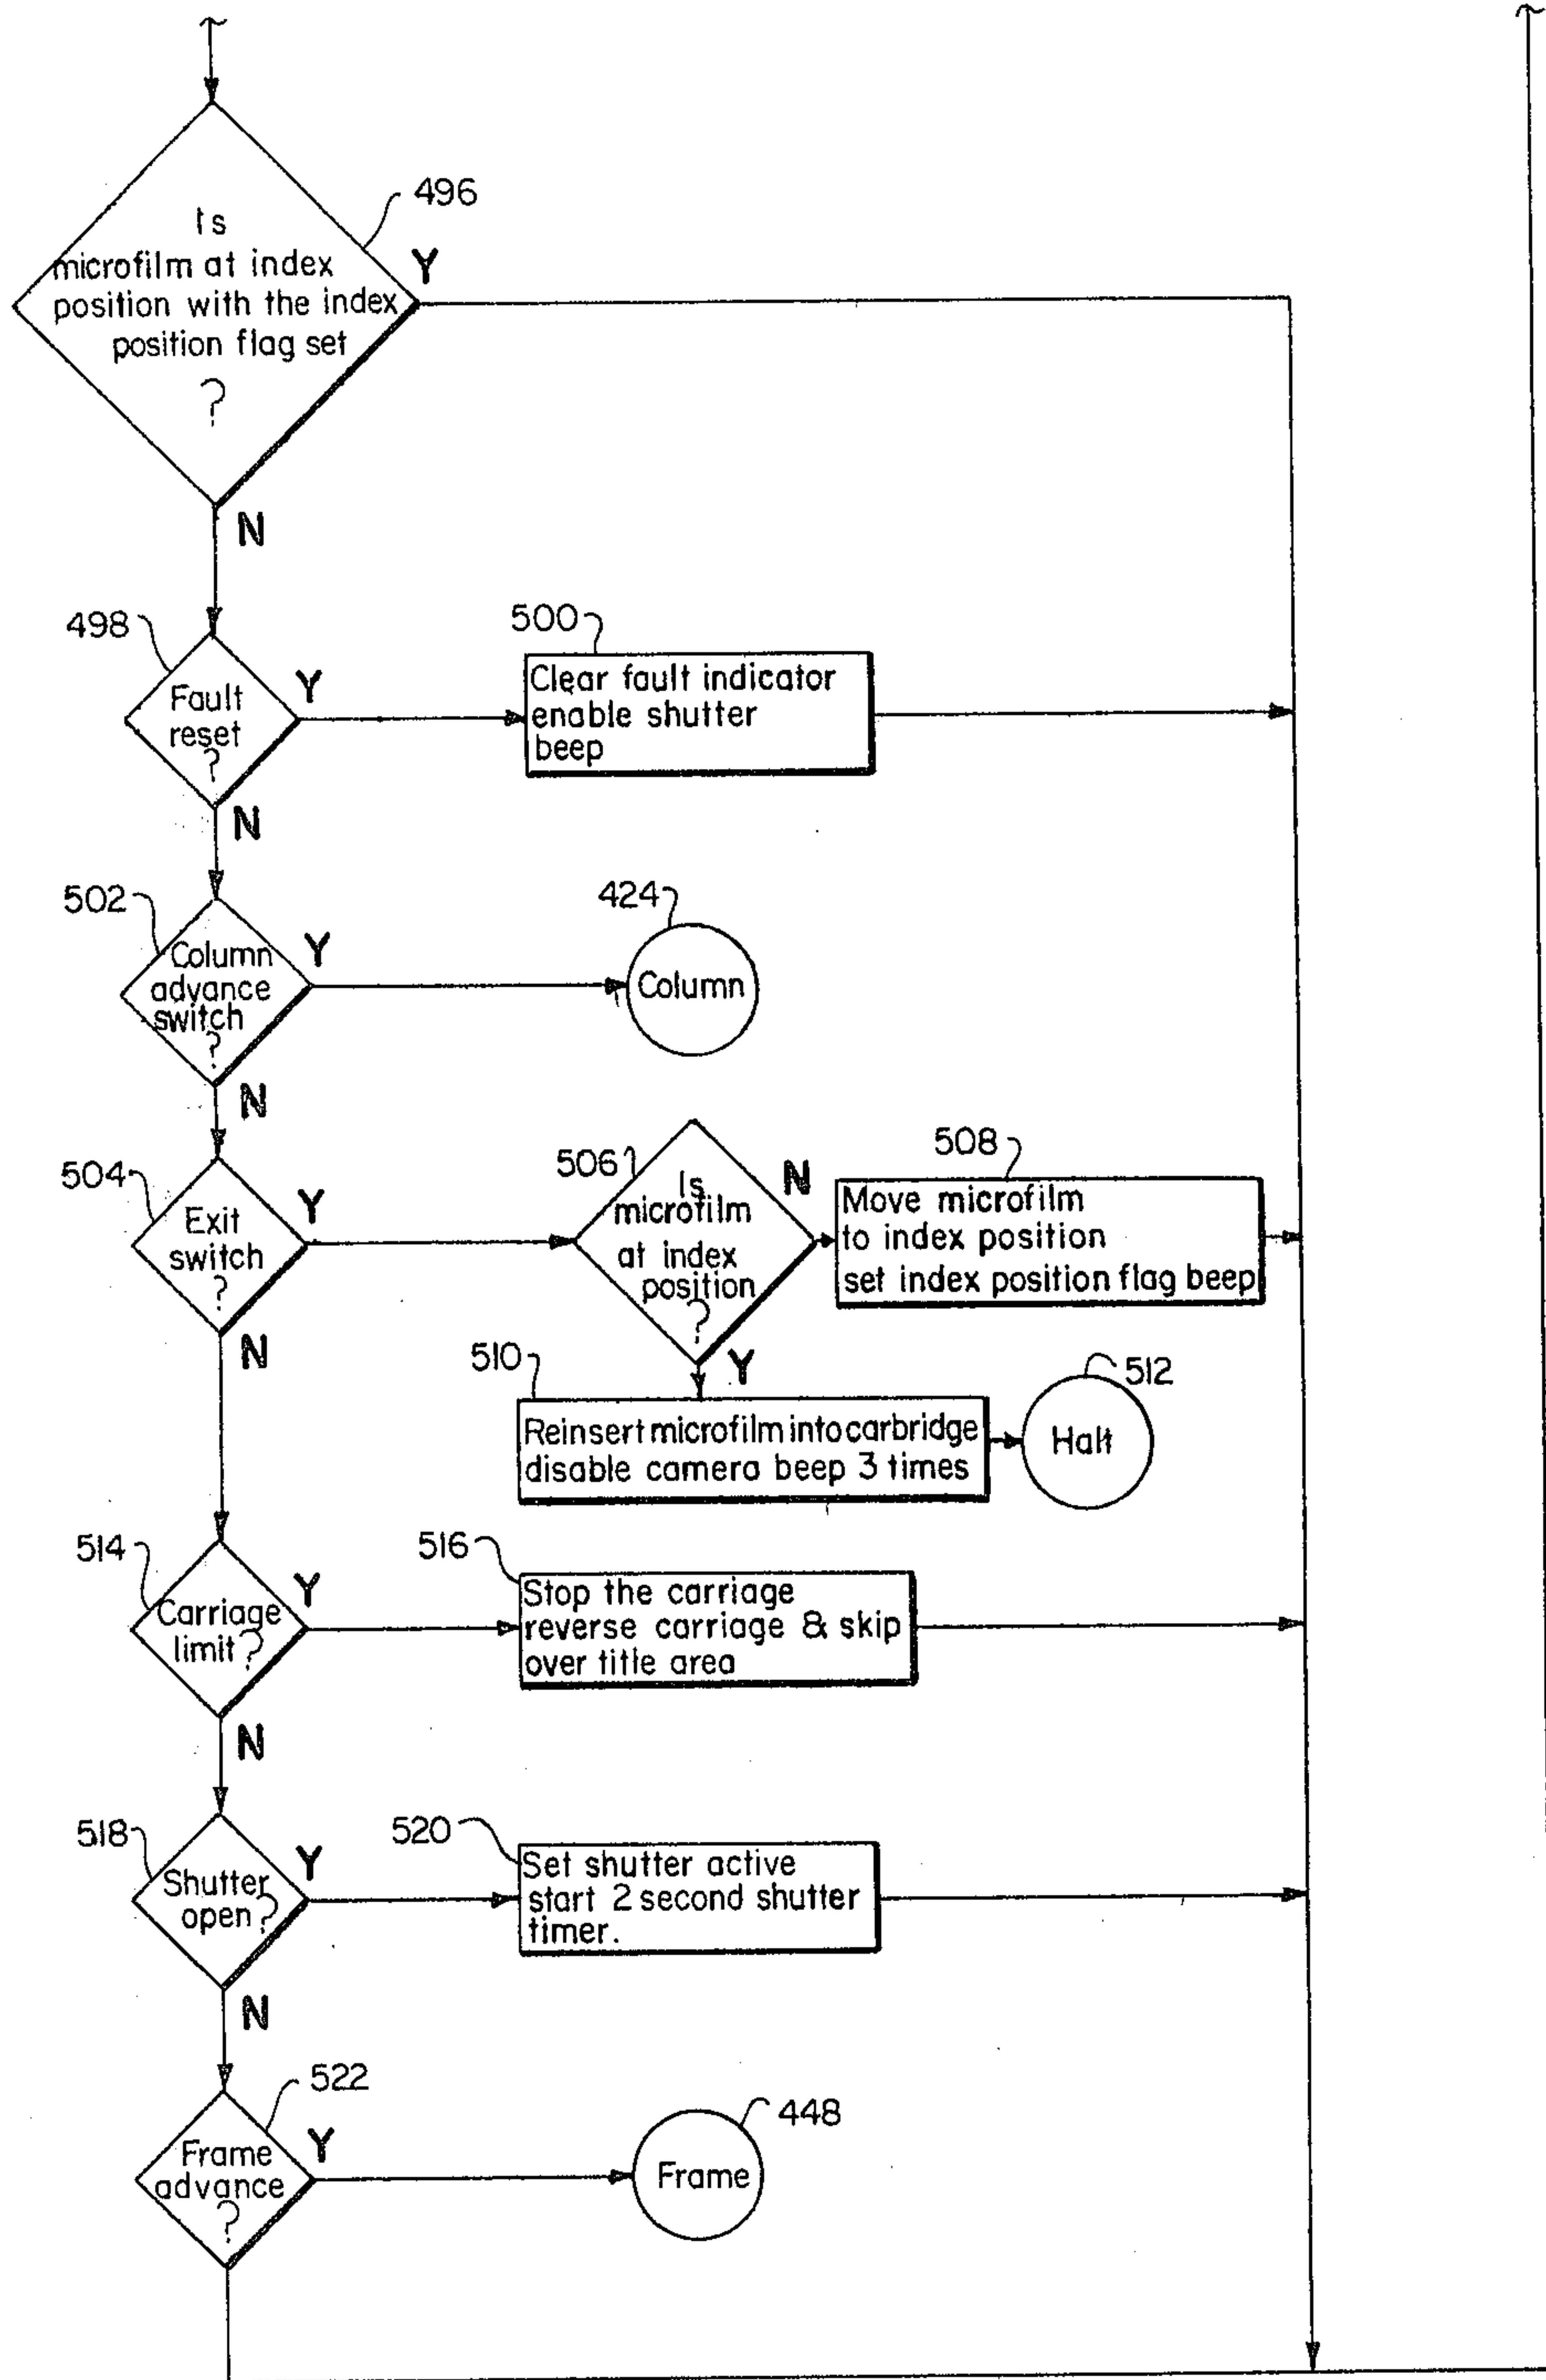 496
Is
microfilm at index
position with the index
position flag set
?
Y
N
498
Fault
reset
?
Y
500
Clear fault indicator
enable shutter
beep
N
502
Column
advance
switch
?
Y
424
Column
N
504
Exit
switch
?
Y
506
Is
microfilm
at index
position
?
N
508
Move microfilm
to index position
set index position flag beep
Y
510
Reinsert microfilm into carbridge
disable camera beep 3 times
512
Halt
N
514
Carriage
limit?
Y
516
Stop the carriage
reverse carriage & skip
over title area
N
518
Shutter
open?
Y
520
Set shutter active
start 2 second shutter
timer.
N
522
Frame
advance
?
Y
448
Frame